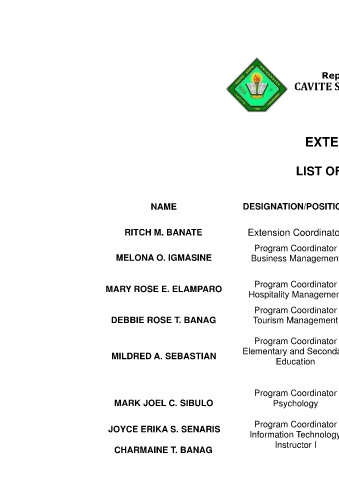 Rep
CAVITE S
EXTE
LIST OF
NAME DESIGNATION/POSITIO
RITCH M. BANATE Extension Coordinato
MELONA O. IGMASINE Program Coordinator
Business Managemen
MARY ROSE E. ELAMPARO Program Coordinator
Hospitality Managemen
DEBBIE ROSE T. BANAG Program Coordinator
Tourism Management
MILDRED A. SEBASTIAN Program Coordinator
Elementary and Seconda
Education
MARK JOEL C. SIBULO Program Coordinator
Psychology
JOYCE ERIKA S. SENARIS Program Coordinator
Information Technology
CHARMAINE T. BANAG Instructor I